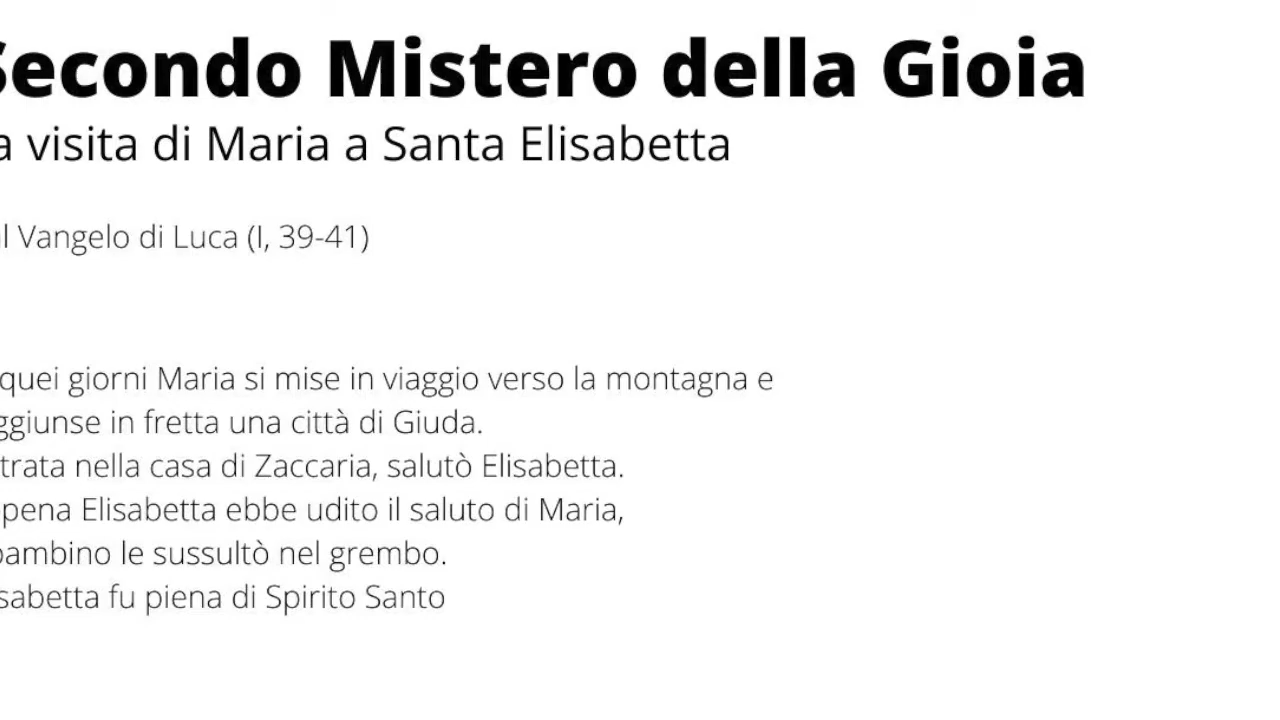 Secondo Mistero della Gioia
a visita di Maria a Santa Elisabetta
l Vangelo di Luca (I, 39-41)
quei giorni Maria si mise in viaggio verso la montagna e
ggiunse in fretta una città di Giuda.
trata nella casa di Zaccaria, salutò Elisabetta.
pena Elisabetta ebbe udito il saluto di Maria,
bambino le sussultò nel grembo.
sabetta fu piena di Spirito Santo